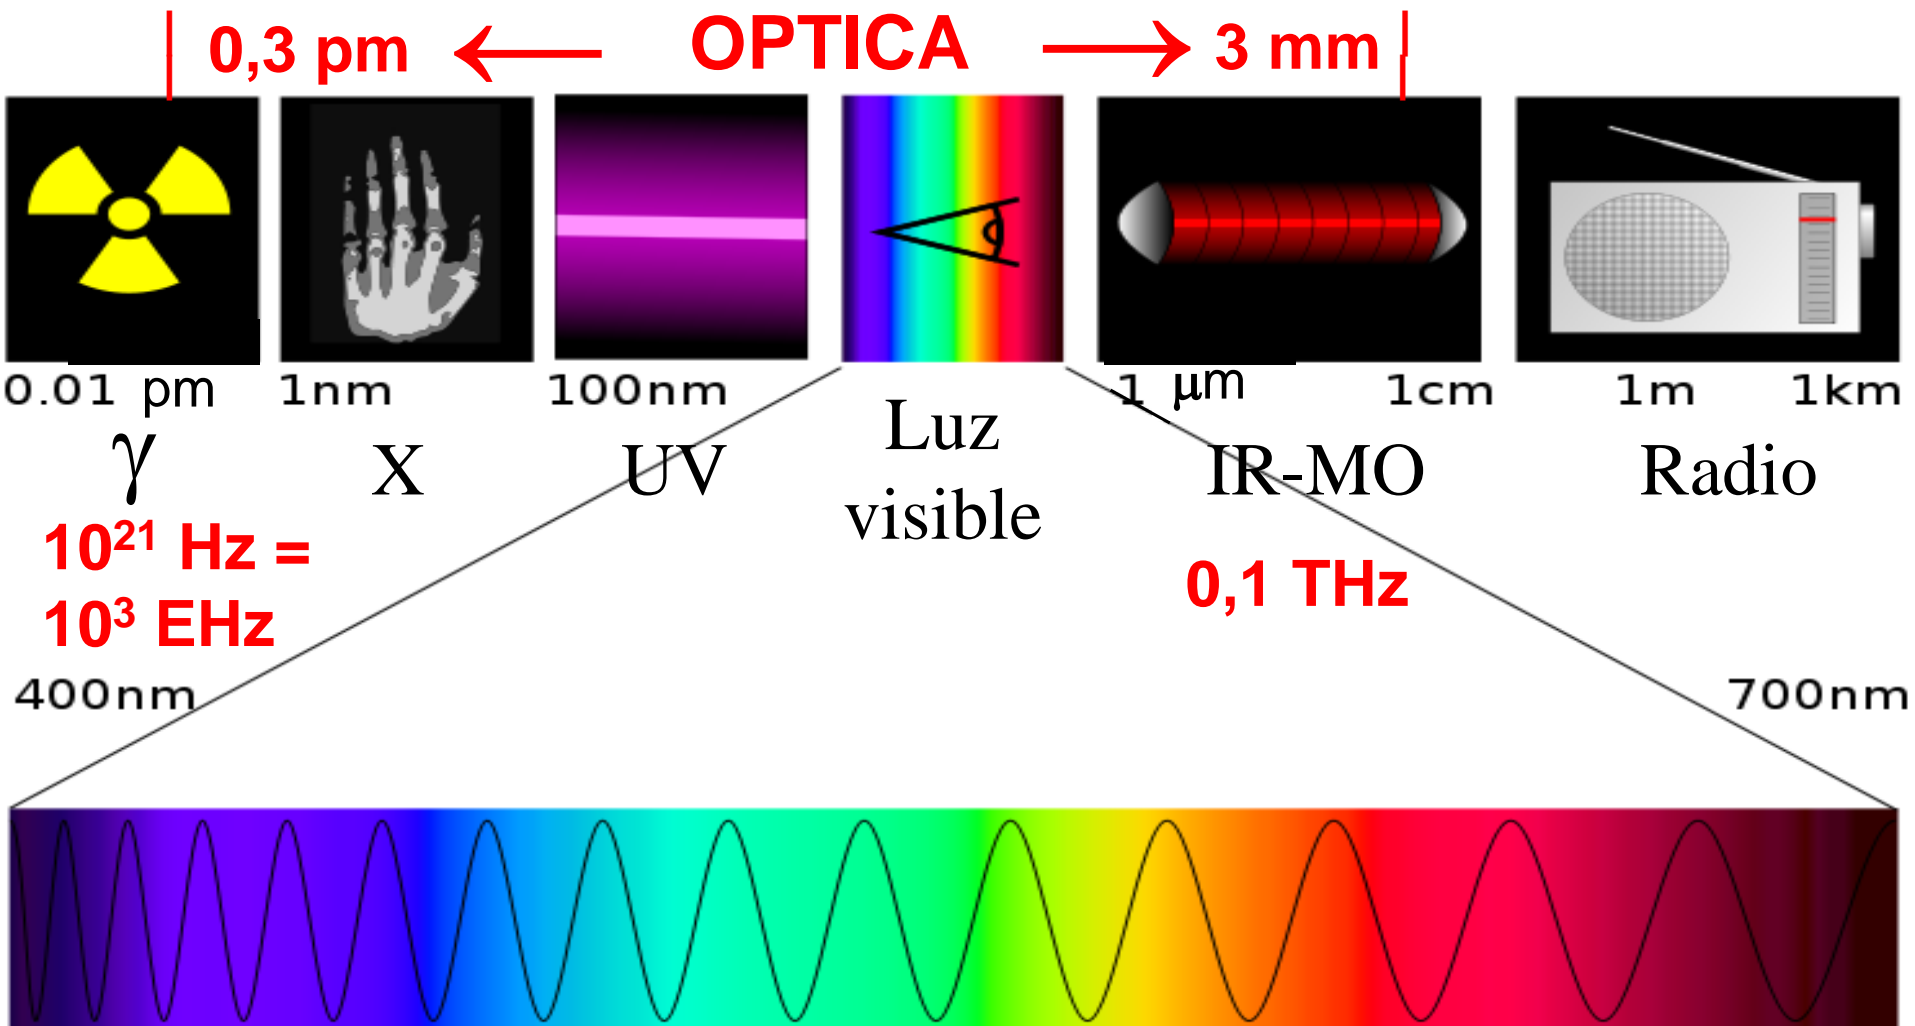 0,3 pm ← OPTICA → 3 mm
0.01 pm 1nm 100nm 1 μm 1cm 1m 1km
γ X UV Luz visible IR-MO Radio
10²¹ Hz =
10³ EHz
0,1 THz
400nm 700nm